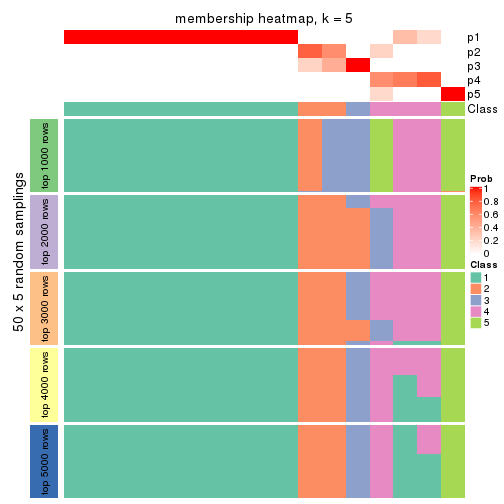 membership heatmap, k = 5
p1
p2
p3
p4
p5
Class
50 x 5 random samplings
top 1000 rows
top 2000 rows
top 3000 rows
top 4000 rows
top 5000 rows
Prob
1
0.8
0.6
0.4
0.2
0
Class
1
2
3
4
5